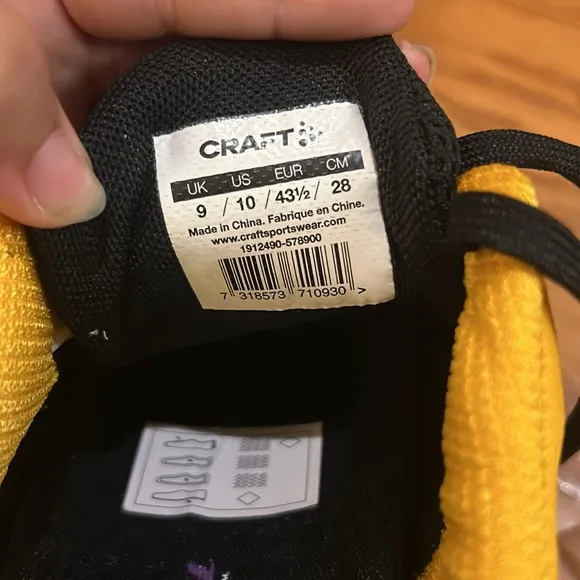 CRAFT
UK US EUR CM
9 / 10 / 43½ / 28
Made in China. Fabrique en Chine.
www.craftsportswear.com
1912490-578900
7 318573 710930 >